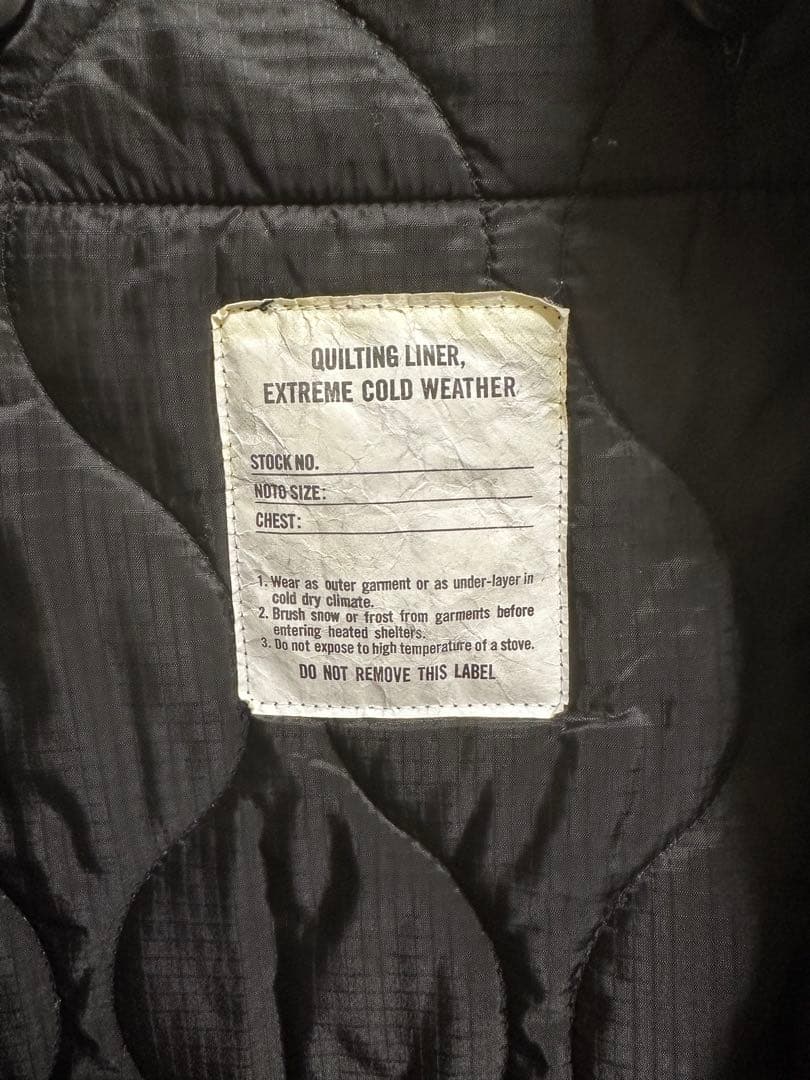 QUILTING LINER,
EXTREME COLD WEATHER
STOCK NO.
NOTO SIZE:
CHEST:
1. Wear as outer garment or as under-layer in
cold dry climate.
2. Brush snow or frost from garments before
entering heated shelters.
3. Do not expose to high temperature of a stove.
DO NOT REMOVE THIS LABEL